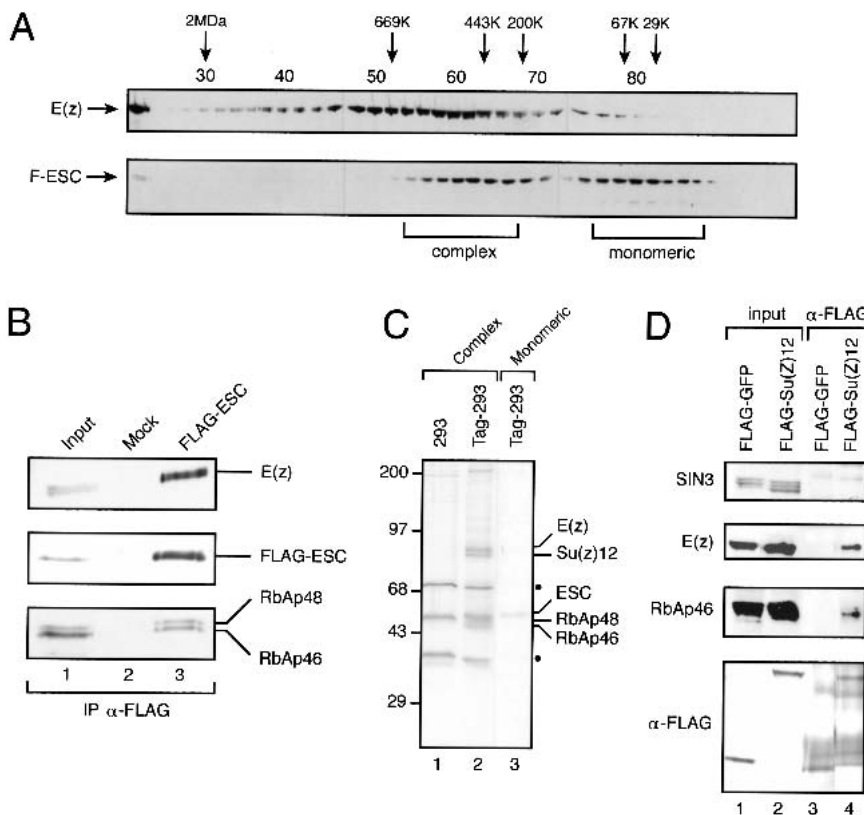 A
2MDa 669K 443K 200K 67K 29K
30 40 50 60 70 80
E(z)
F-ESC
complex monomeric
B
Input Mock FLAG-ESC
E(z)
FLAG-ESC
RbAp48
RbAp46
1 2 3
IP α-FLAG
C
Complex Monomeric
293 Tag-293 Tag-293
200
97
68
43
29
E(z)
Su(z)12
ESC
RbAp48
RbAp46
1 2 3
D
input α-FLAG
FLAG-GFP FLAG-Su(Z)12 FLAG-GFP FLAG-Su(Z)12
SIN3
E(z)
RbAp46
α-FLAG
1 2 3 4